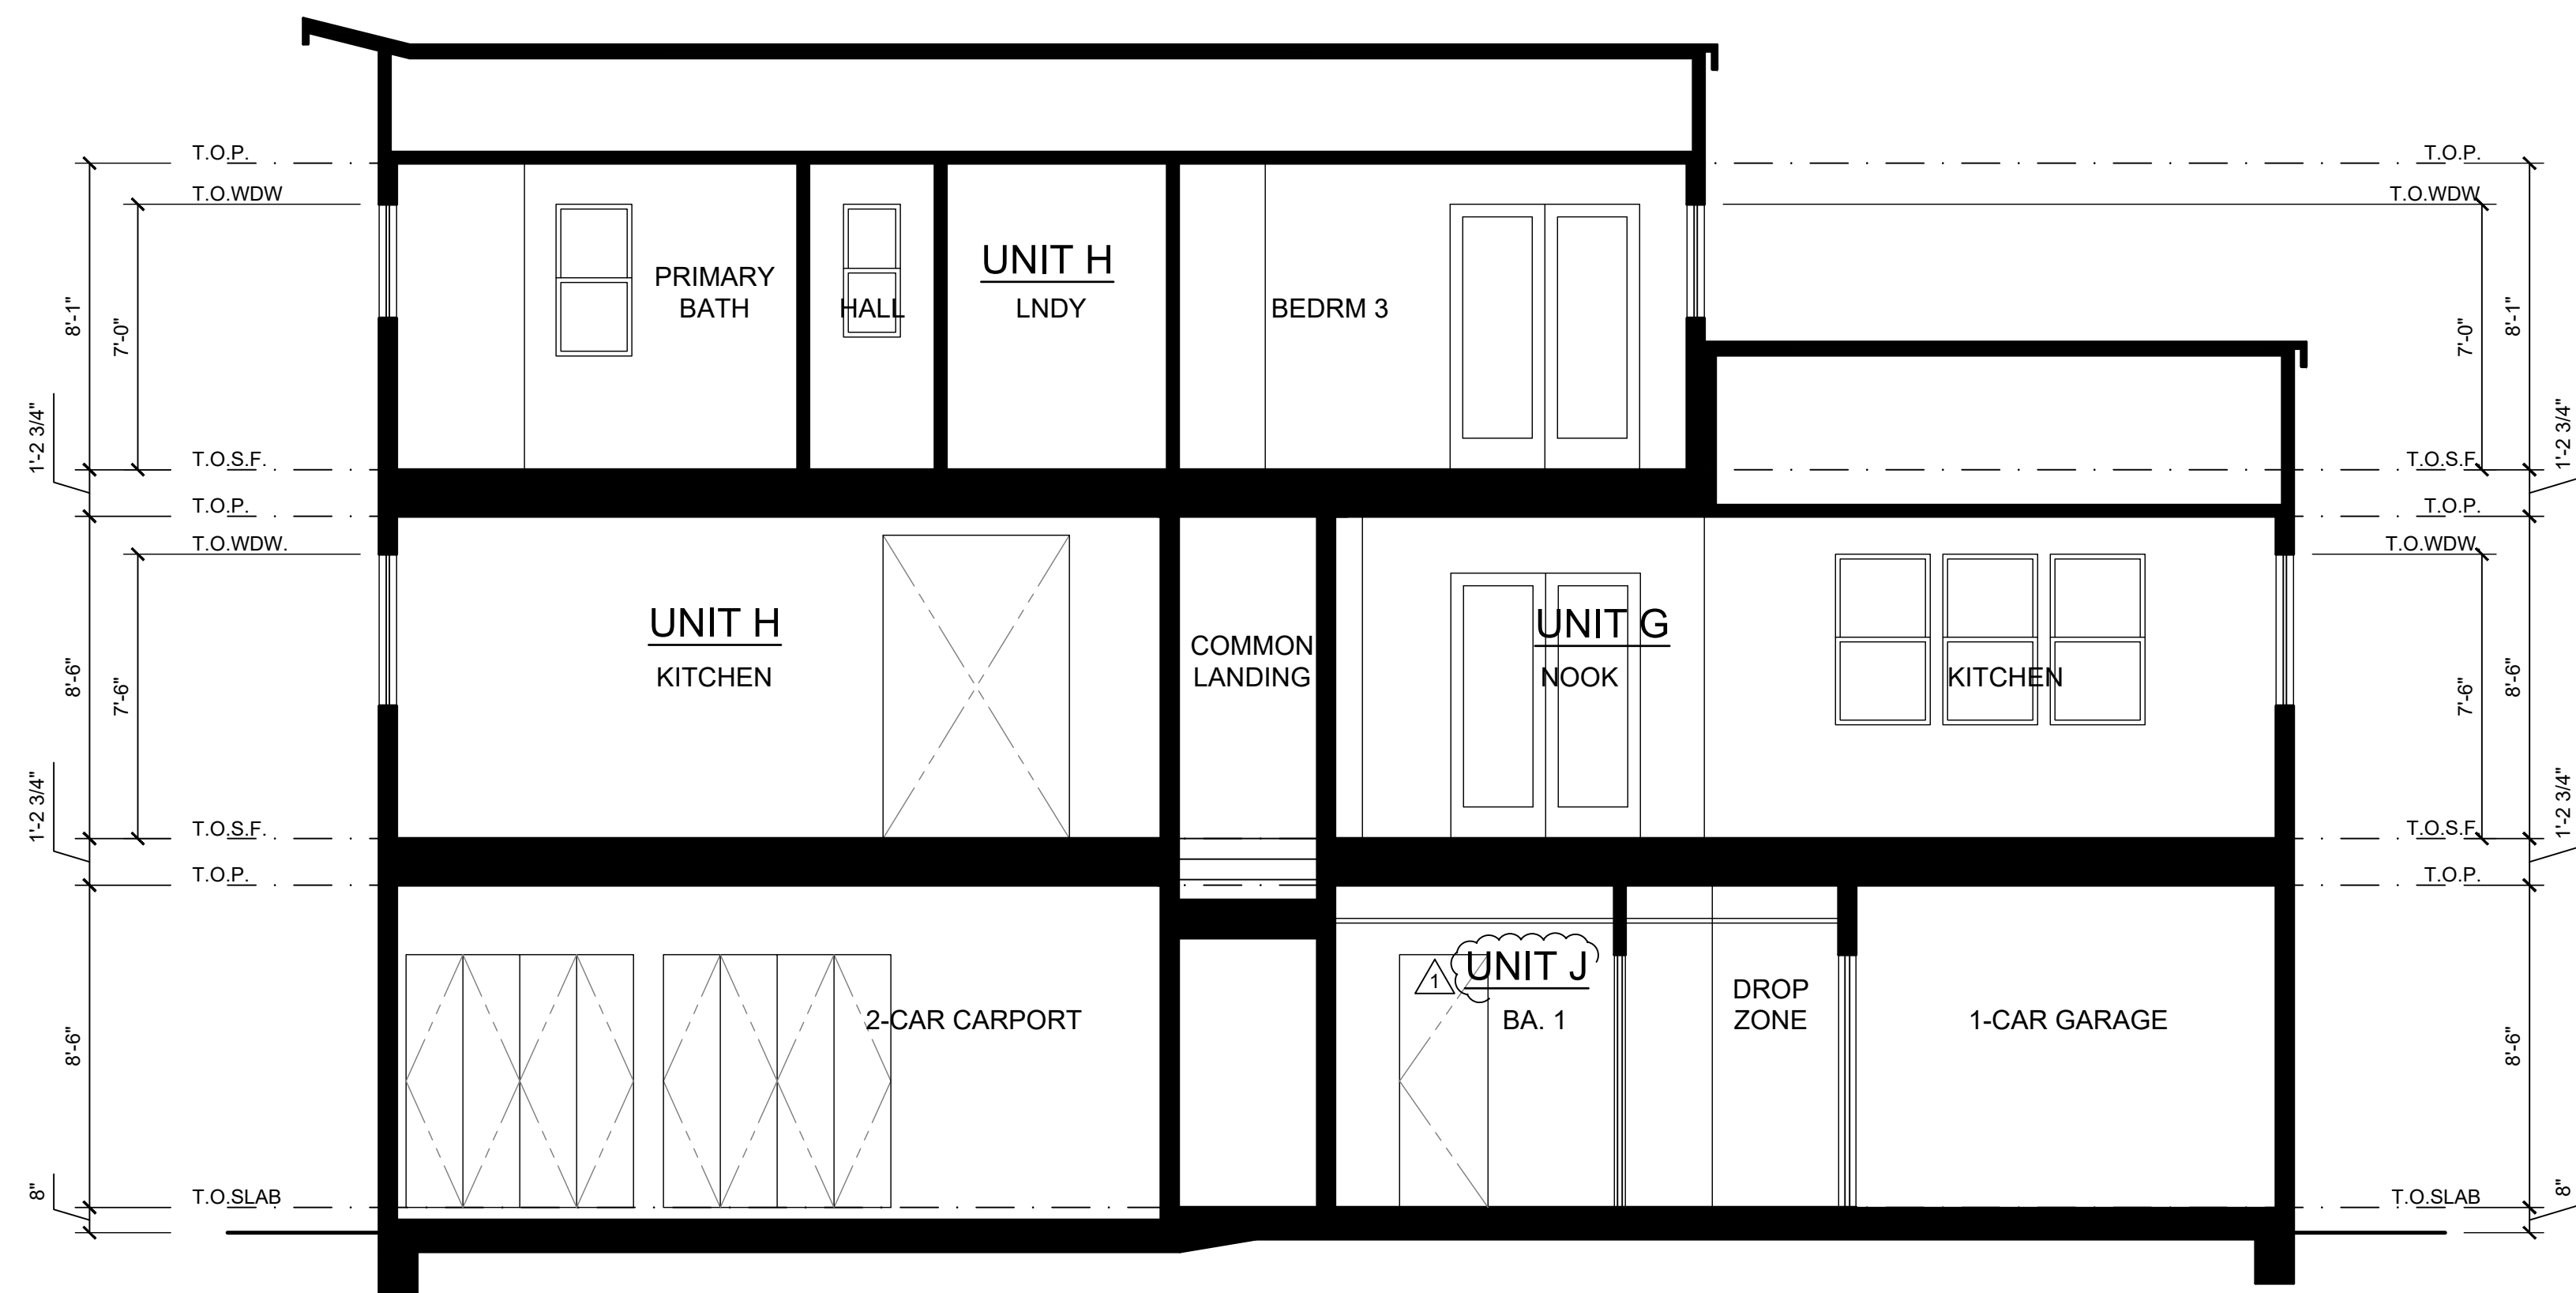 T.O.P.
T.O.P.
T.O.WDW
T.O.WDW
UNIT H
PRIMARY
BATH
HALL
LNDY
BEDRM 3
8'-1"
7'-0"
7'-0"
8'-1"
1'-2 3/4"
1'-2 3/4"
T.O.S.F.
T.O.S.F.
T.O.P.
T.O.P.
T.O.WDW.
T.O.WDW.
UNIT H
KITCHEN
COMMON
LANDING
UNIT G
NOOK
KITCHEN
8'-6"
7'-6"
7'-6"
8'-6"
1'-2 3/4"
1'-2 3/4"
T.O.S.F.
T.O.S.F.
T.O.P.
T.O.P.
1
UNIT J
2-CAR CARPORT
BA. 1
DROP
ZONE
1-CAR GARAGE
8'-6"
8'-6"
8"
T.O.SLAB
T.O.SLAB
8"